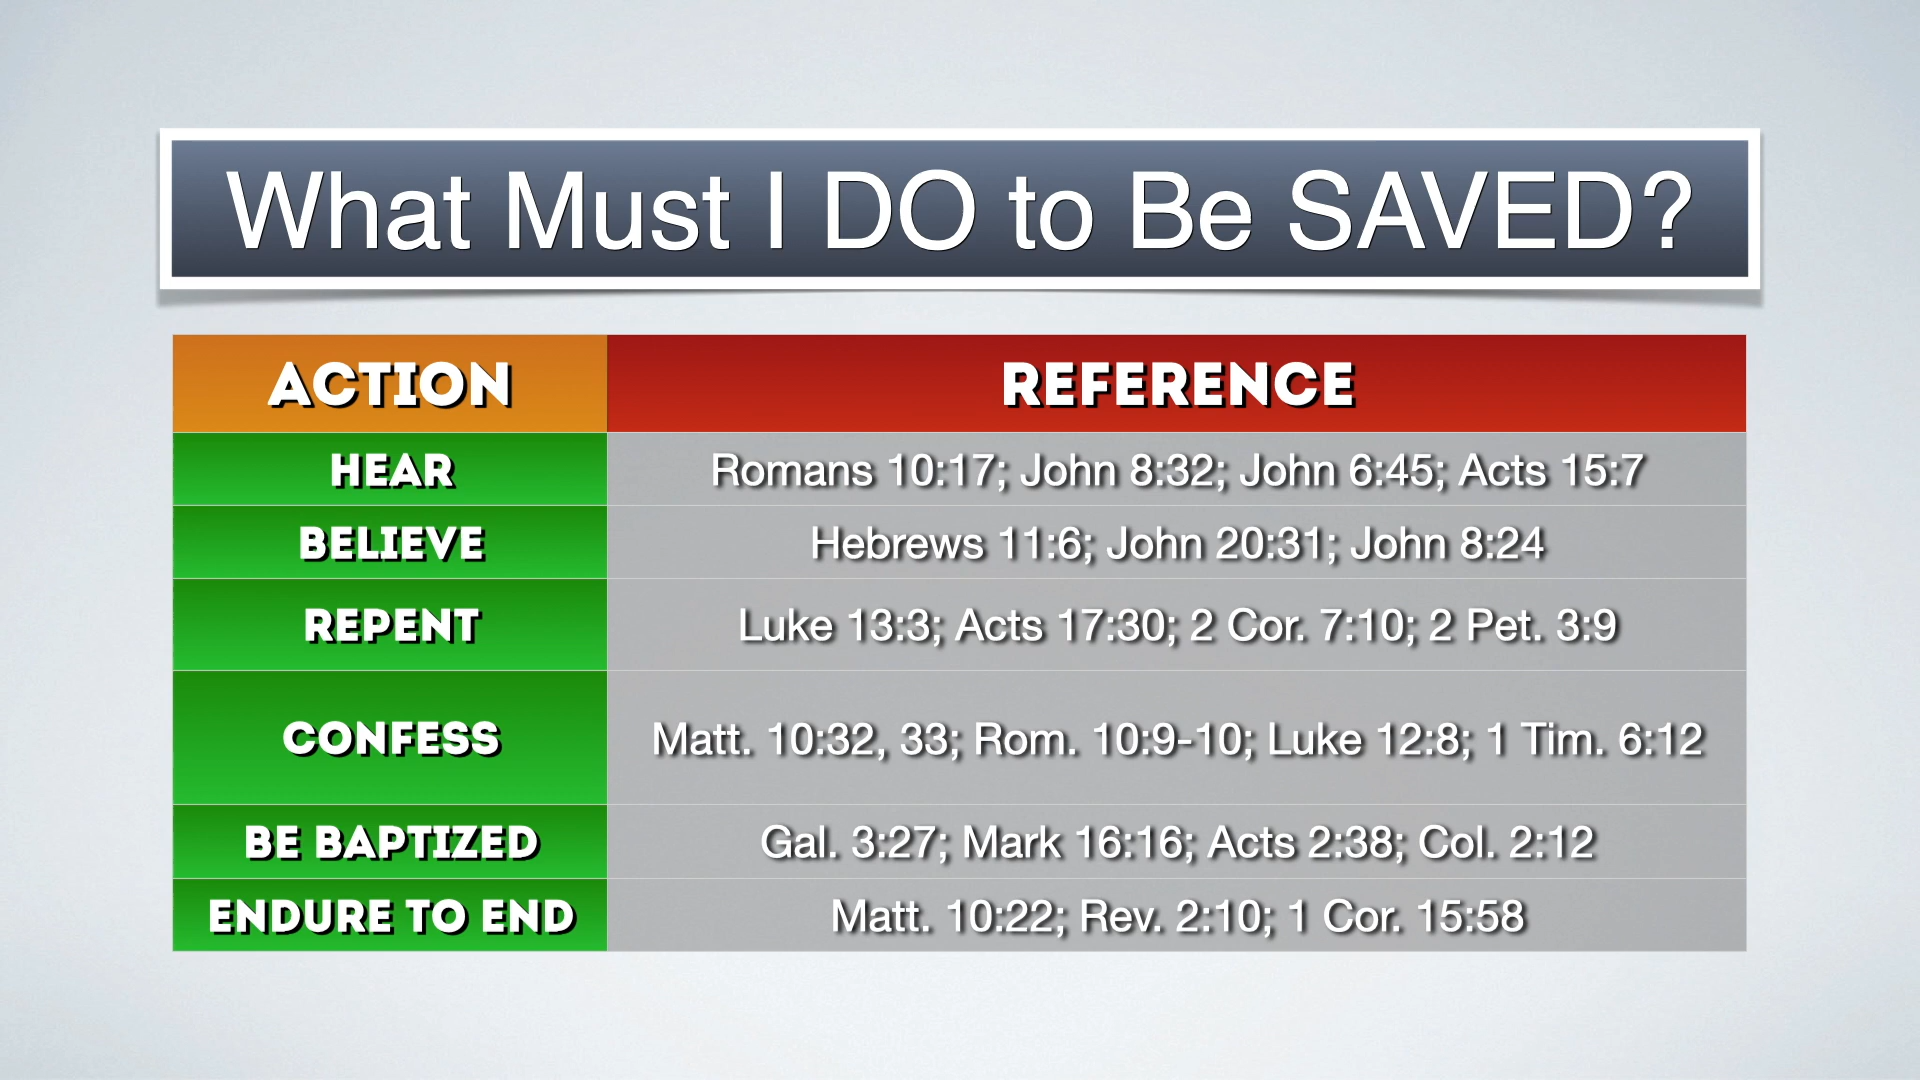 What Must I DO to Be SAVED?
ACTION REFERENCE
HEAR Romans 10:17; John 8:32; John 6:45; Acts 15:7
BELIEVE Hebrews 11:6; John 20:31; John 8:24
REPENT Luke 13:3; Acts 17:30; 2 Cor. 7:10; 2 Pet. 3:9
CONFESS Matt. 10:32, 33; Rom. 10:9-10; Luke 12:8; 1 Tim. 6:12
BE BAPTIZED Gal. 3:27; Mark 16:16; Acts 2:38; Col. 2:12
ENDURE TO END Matt. 10:22; Rev. 2:10; 1 Cor. 15:58